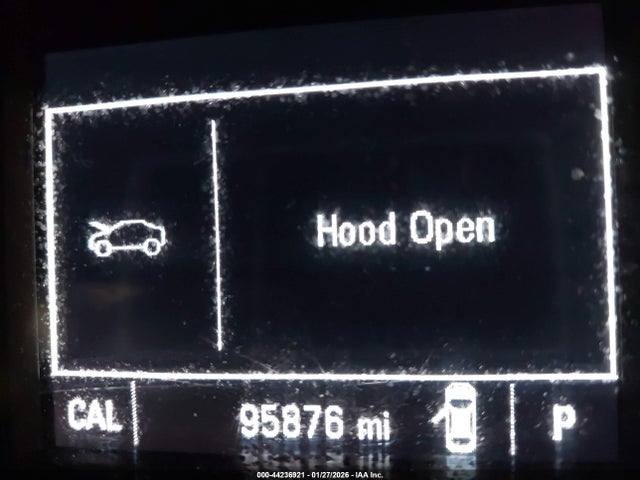 Hood Open
CAL 95876 mi P
000-44236921 - 01/27/2026 - IAA Inc.